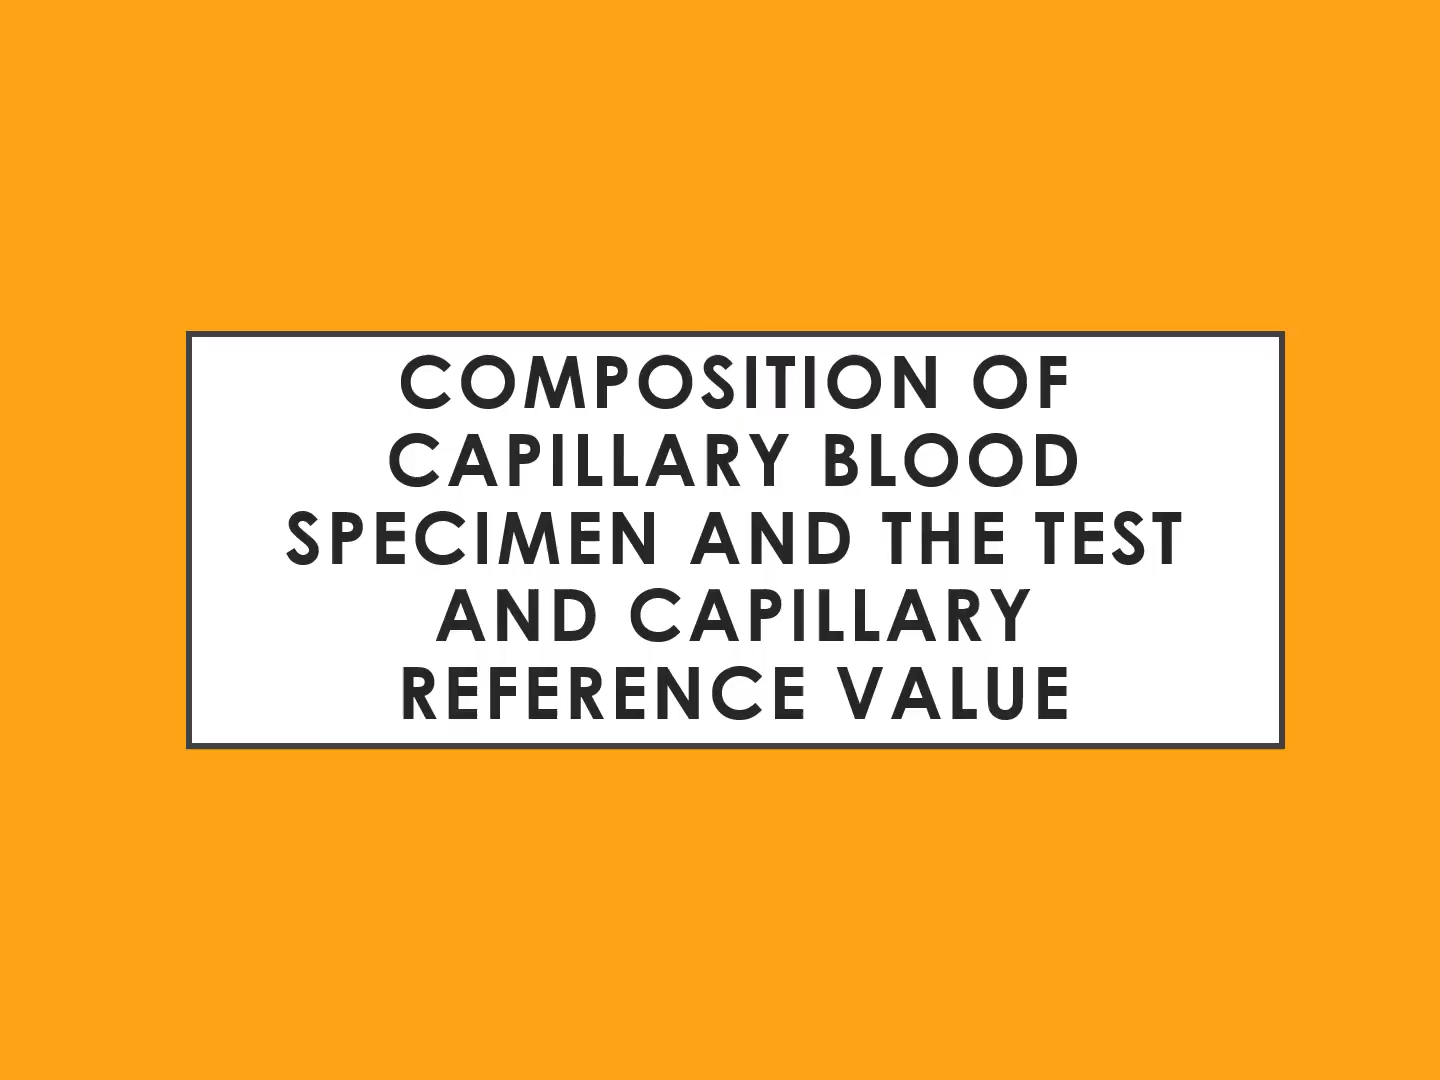 COMPOSITION OF
CAPILLARY BLOOD
SPECIMEN AND THE TEST
AND CAPILLARY
REFERENCE VALUE